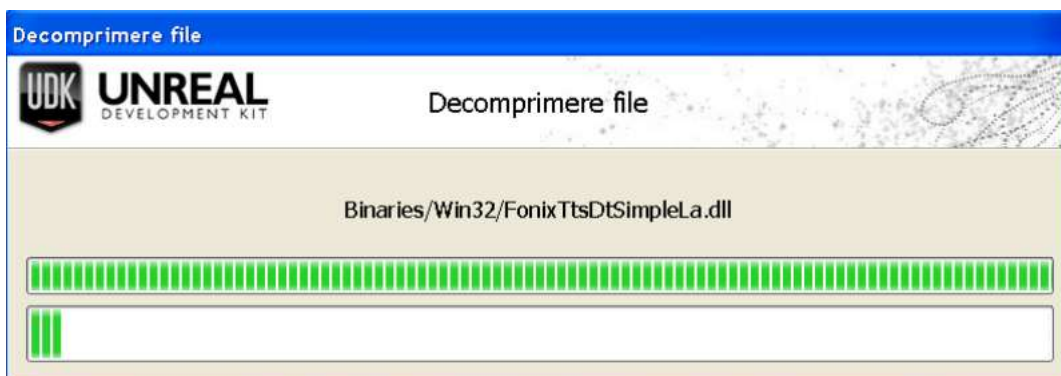 Decomprimere file
UDK UNREAL
DEVELOPMENT KIT
Decomprimere file
Binaries/Win32/FonixTtsDtSimpleLa.dll